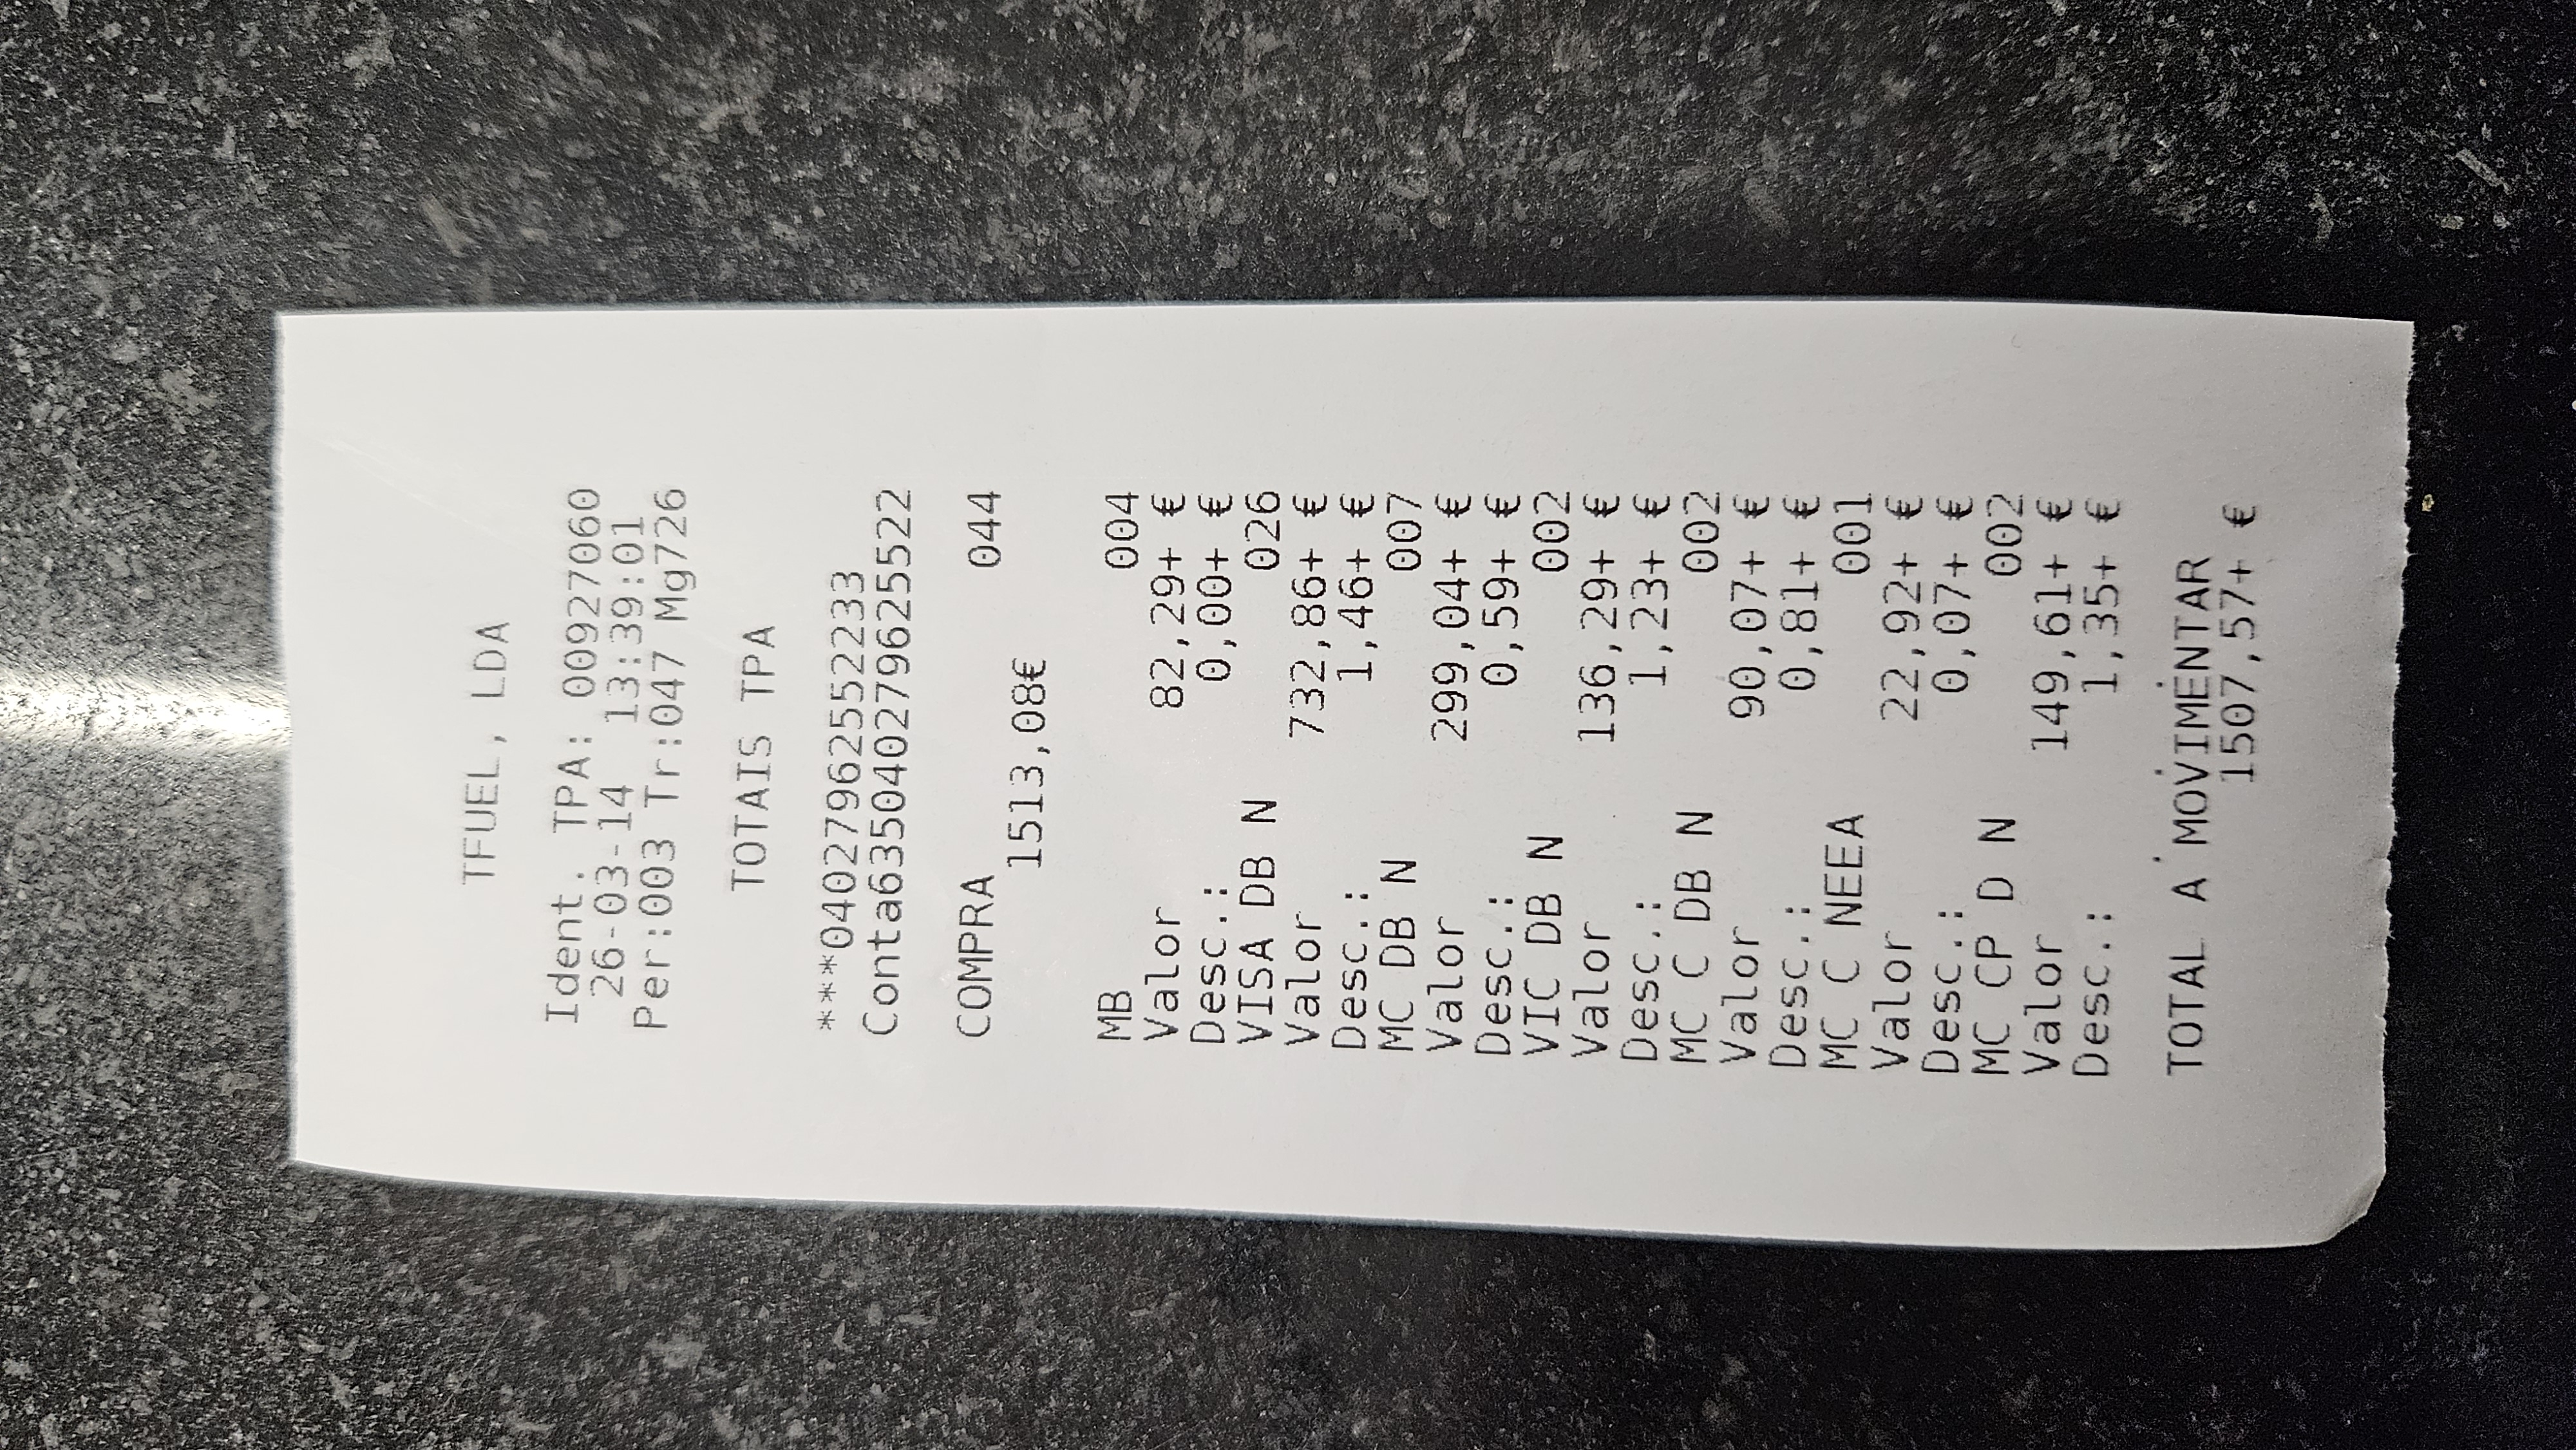 TFUEL, LDA
Ident. TPA: 00927060
26-03-14 13:39:01
Per:003 Tr:047 Mg726
TOTAIS TPA
***04027962552233
Conta635040279625522
COMPRA 044
1513,08€
MB 004
Valor 82,29+ €
Desc.: 0,00+ €
VISA DB N 026
Valor 732,86+ €
Desc.: 1,46+ €
MC DB N 007
Valor 299,04+ €
Desc.: 0,59+ €
VIC DB N 002
Valor 136,29+ €
Desc.: 1,23+ €
MC C DB N 002
Valor 90,07+ €
Desc.: 0,81+ €
MC C NEEA 001
Valor 22,92+ €
Desc.: 0,07+ €
MC CP D N 002
Valor 149,61+ €
Desc.: 1,35+ €
TOTAL A MOVIMENTAR
1507,57+ €